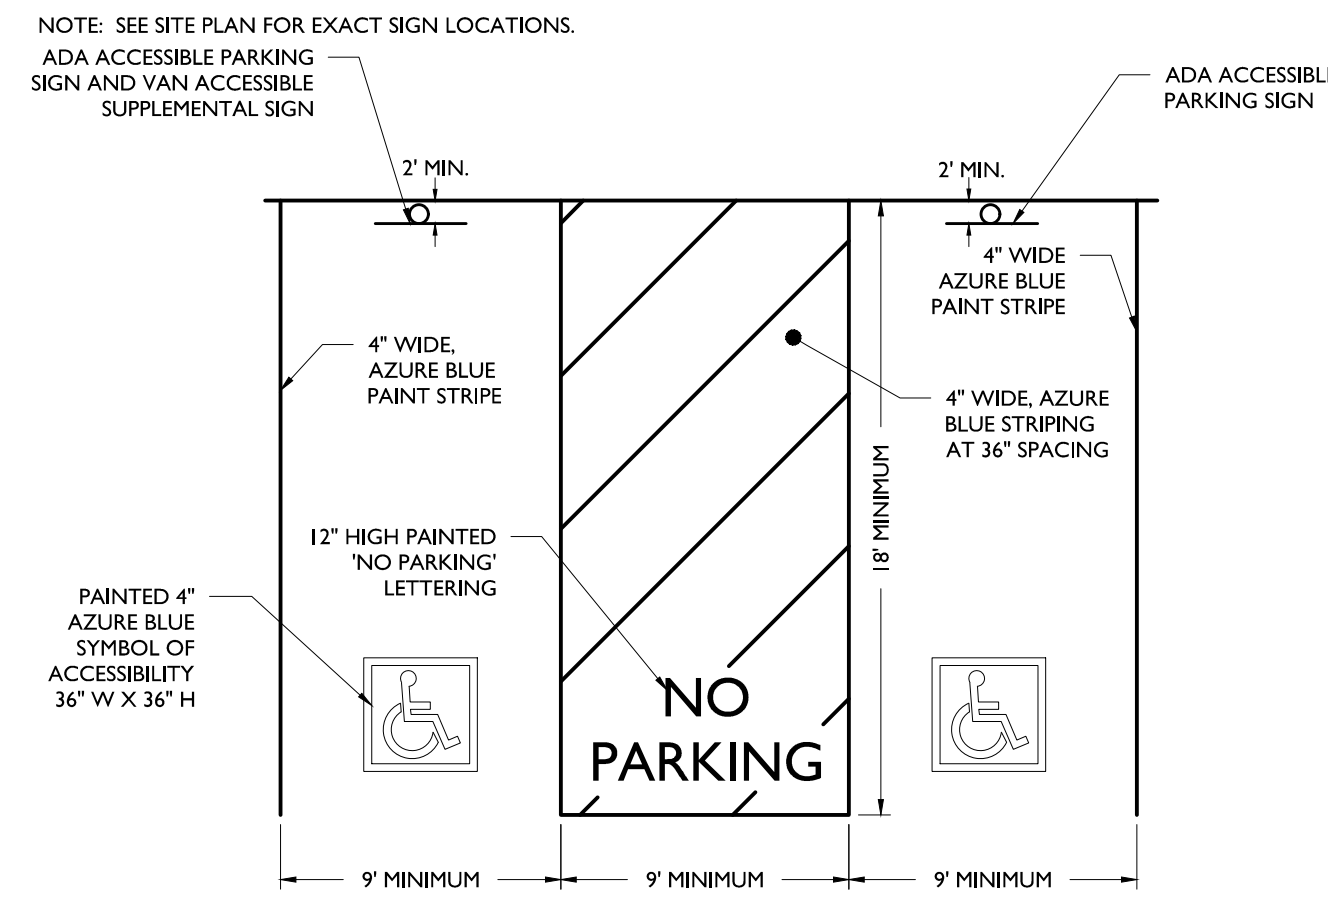 NOTE: SEE SITE PLAN FOR EXACT SIGN LOCATIONS.
ADA ACCESSIBLE PARKING
SIGN AND VAN ACCESSIBLE
SUPPLEMENTAL SIGN
ADA ACCESSIBLE
PARKING SIGN
2' MIN.
2' MIN.
4" WIDE
AZURE BLUE
PAINT STRIPE
4" WIDE,
AZURE BLUE
PAINT STRIPE
4" WIDE, AZURE
BLUE STRIPING
AT 36" SPACING
18' MINIMUM
12" HIGH PAINTED
'NO PARKING'
LETTERING
PAINTED 4"
AZURE BLUE
SYMBOL OF
ACCESSIBILITY
36" W X 36" H
NO
PARKING
9' MINIMUM
9' MINIMUM
9' MINIMUM